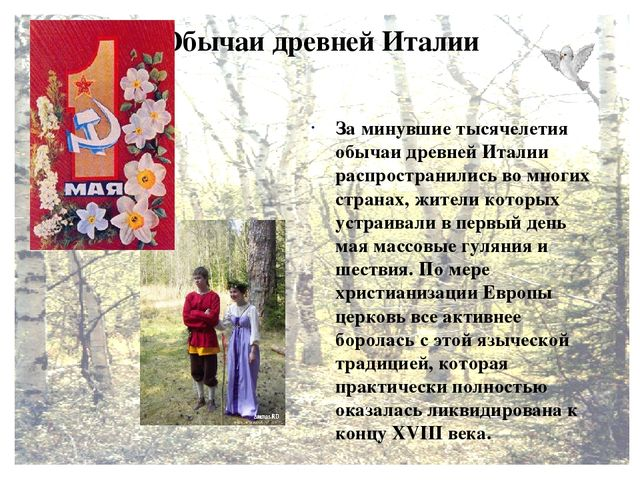 Обычаи древней Италии
1
МАЯ
За минувшие тысячелетия
обычаи древней Италии
распространились во многих
странах, жители которых
устраивали в первый день
мая массовые гуляния и
шествия. По мере
христианизации Европы
церковь все активнее
боролась с этой языческой
традицией, которая
практически полностью
оказалась ликвидирована к
концу XVIII века.